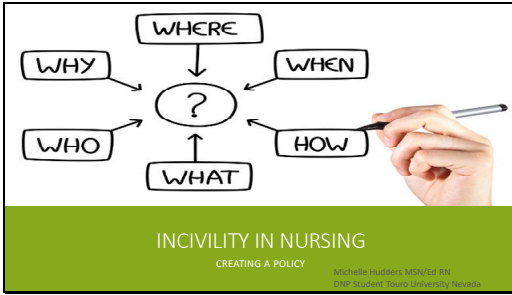 WHERE
WHY
WHEN
?
WHO
HOW
WHAT
INCIVILITY IN NURSING
CREATING A POLICY
Michelle Hudders MSN/Ed RN
DNP Student Touro University Nevada